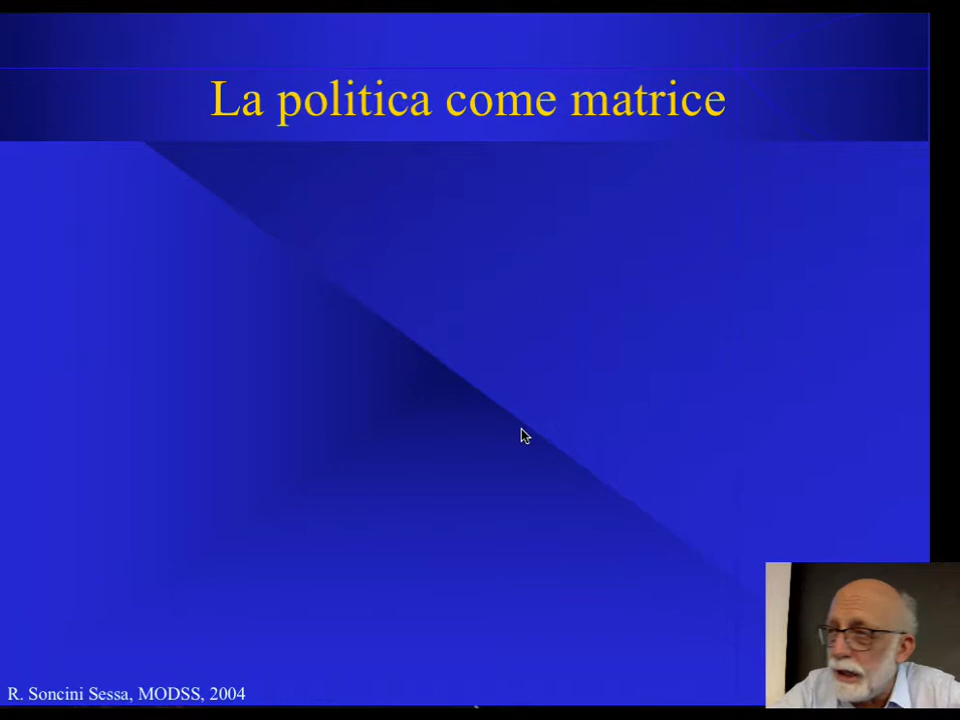 La politica come matrice
R. Soncini Sessa, MODSS, 2004